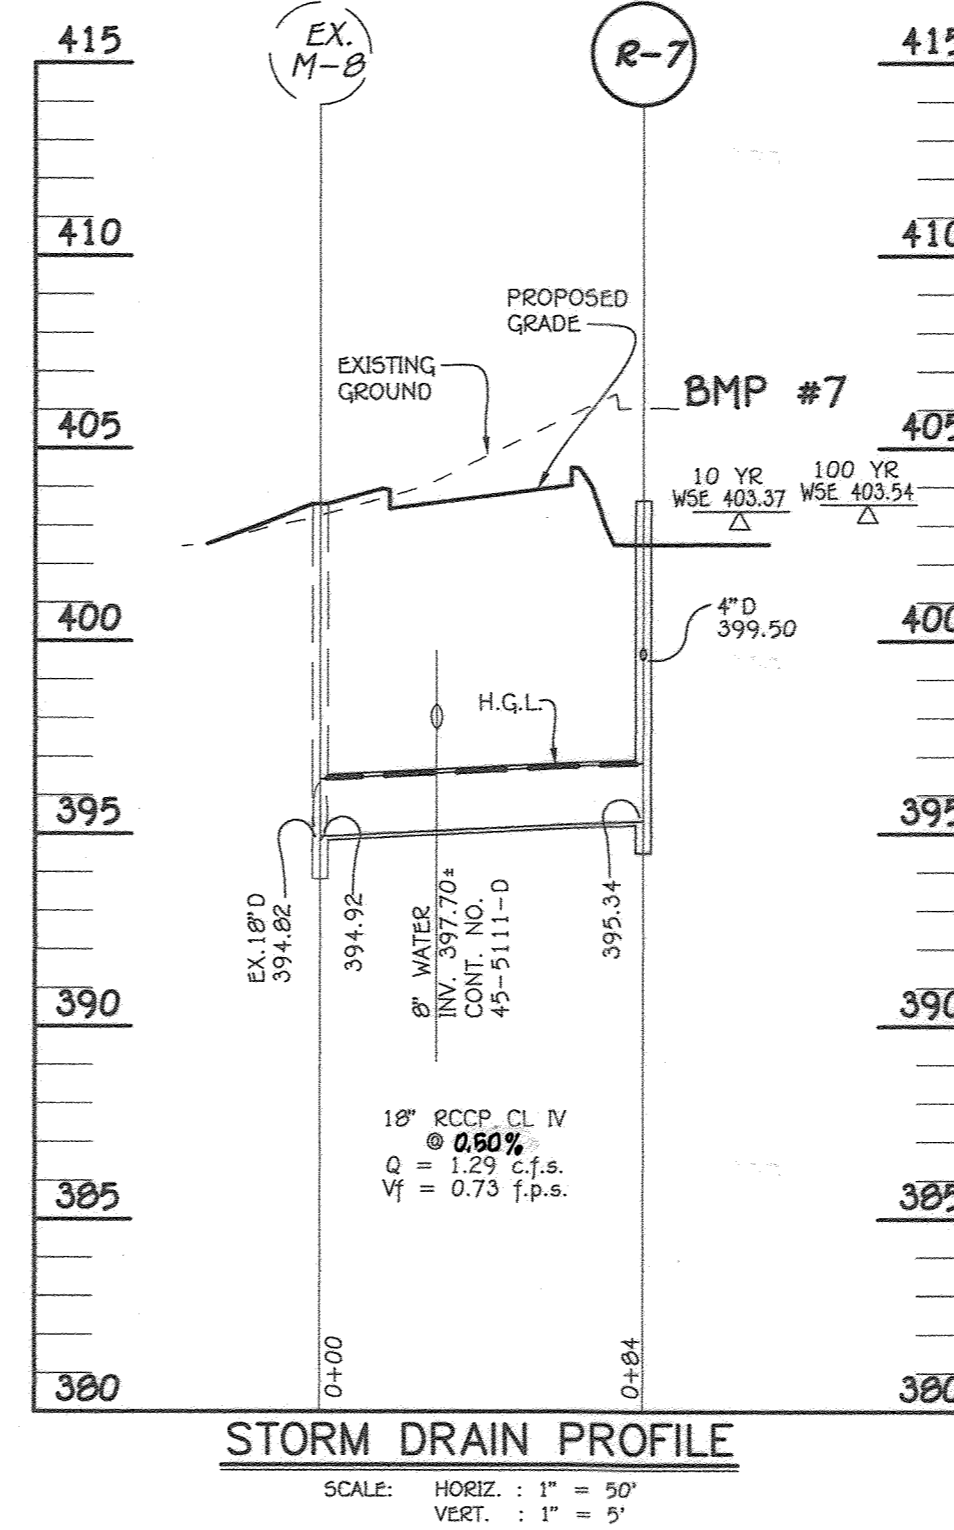 EX.
M-8
R-7
415
415
410
410
PROPOSED
GRADE
EXISTING
GROUND
BMP #7
405
405
10 YR
WSE 403.37
100 YR
WSE 403.54
400
400
4"D
399.50
H.G.L.
395
395
EX.18"D
394.82
394.92
8" WATER
INV. 397.70±
CONT. NO.
45-5111-D
395.34
390
390
18" RCCP CL IV
@ 0.50%
Q = 1.29 c.f.s.
Vf = 0.73 f.p.s.
385
385
0+00
0+84
380
380
STORM DRAIN PROFILE
SCALE: HORIZ. : 1" = 50'
VERT. : 1" = 5'